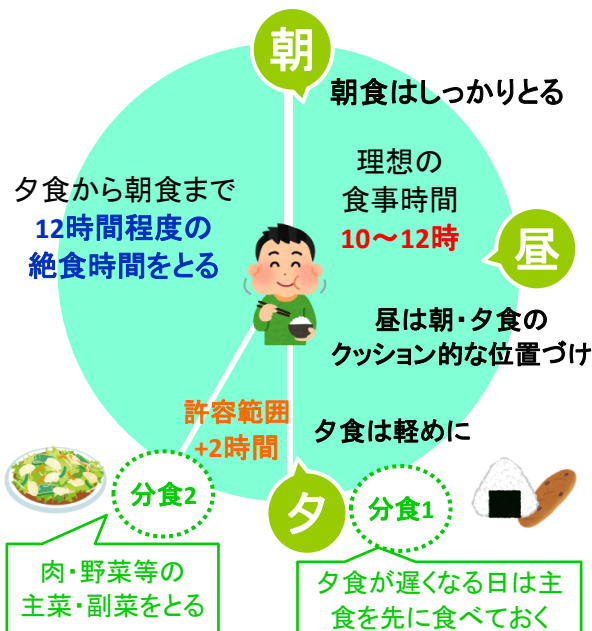 朝
朝食はしっかりとる
理想の
食事時間
10～12時
夕食から朝食まで
12時間程度の
絶食時間をとる
昼
昼は朝・夕食の
クッション的な位置づけ
許容範囲
+2時間
夕食は軽めに
分食2
夕
分食1
肉・野菜等の
主菜・副菜をとる
夕食が遅くなる日は主
食を先に食べておく